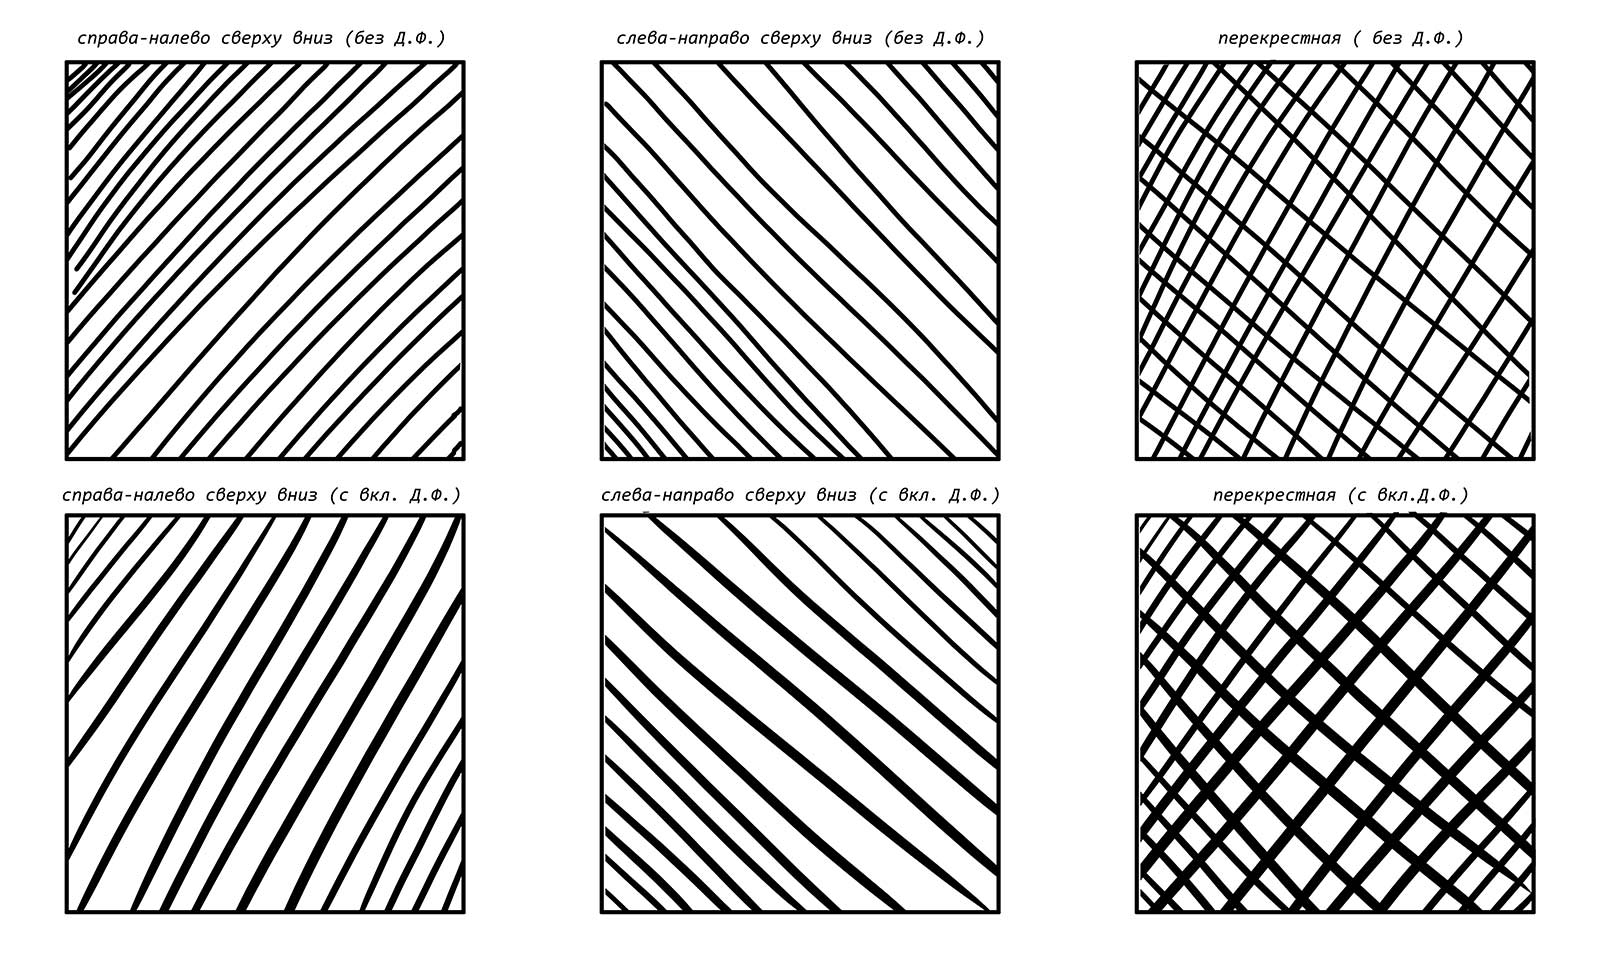 справа-налево сверху вниз (без Д.Ф.)
слева-направо сверху вниз (без Д.Ф.)
перекрестная ( без Д.Ф.)
справа-налево сверху вниз (с вкл. Д.Ф.)
слева-направо сверху вниз (с вкл. Д.Ф.)
перекрестная (с вкл.Д.Ф.)